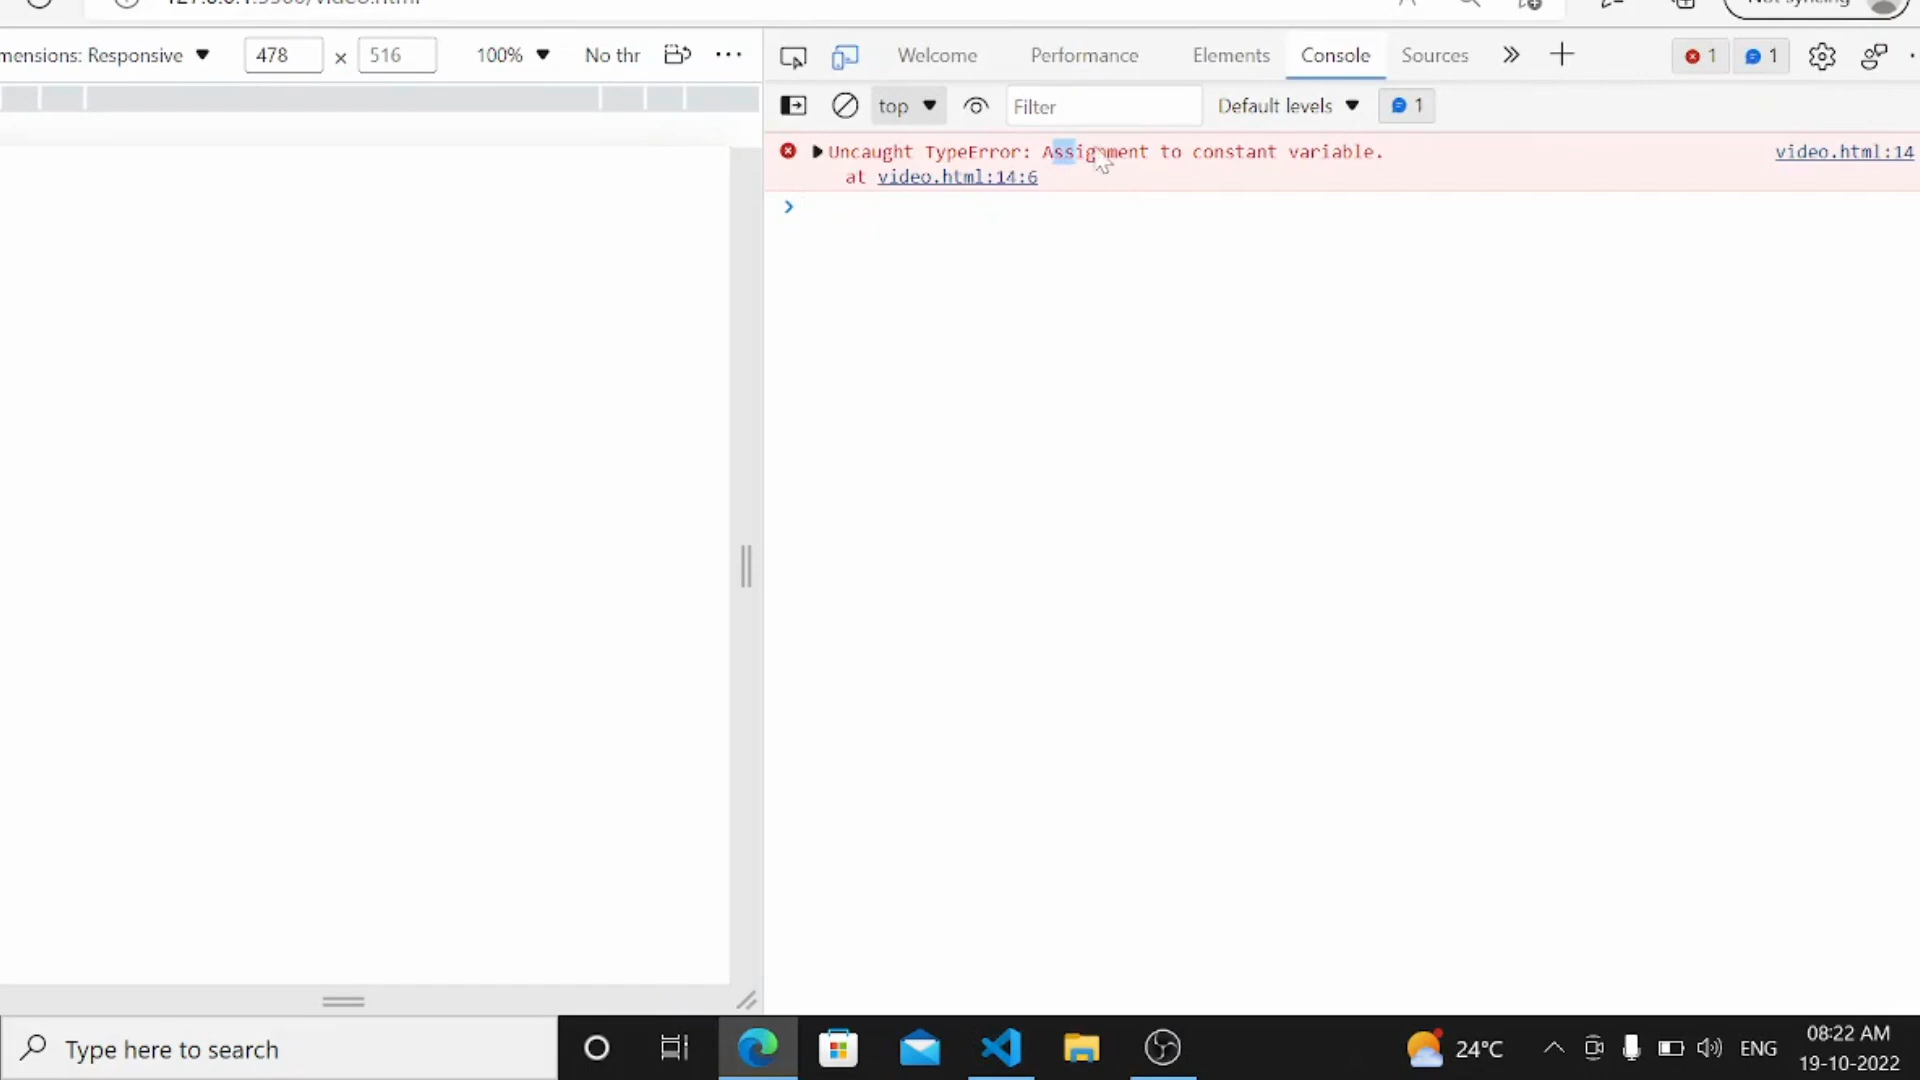 mensions: Responsive 478 × 516 100% No thr
Welcome Performance Elements Console Sources 1 1
top Filter Default levels 1
Uncaught TypeError: Assignment to constant variable. video.html:14
at video.html:14:6
Type here to search
24°C ENG 08:22 AM
19-10-2022